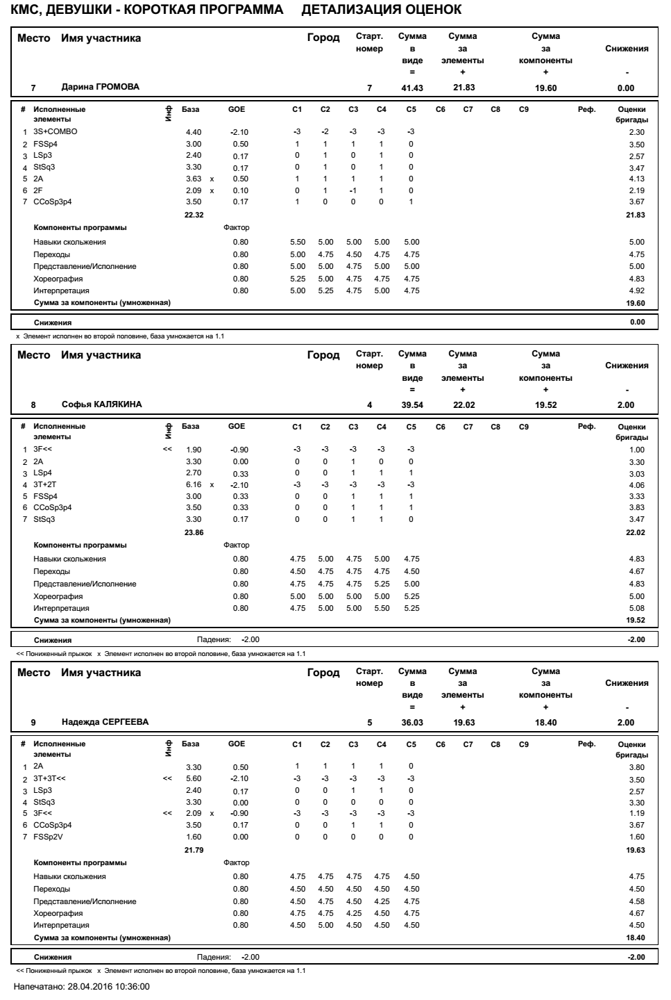 КМС, ДЕВУШКИ - КОРОТКАЯ ПРОГРАММА ДЕТАЛИЗАЦИЯ ОЦЕНОК
Место Имя участника Город Старт. номер Сумма в виде = Сумма за элементы + Сумма за компоненты + Снижения -
7 Дарина ГРОМОВА 7 41.43 21.83 19.60 0.00
# Исполненные элементы Инф База GOE С1 С2 С3 С4 С5 С6 С7 С8 С9 Реф. Оценки бригады
1 3S+COMBO 4.40 -2.10 -3 -2 -3 -3 -3 2.30
2 FSSp4 3.00 0.50 1 1 1 1 0 3.50
3 LSp3 2.40 0.17 0 1 0 1 0 2.57
4 StSq3 3.30 0.17 0 1 0 1 0 3.47
5 2A 3.63 x 0.50 1 1 1 1 0 4.13
6 2F 2.09 x 0.10 0 1 -1 1 0 2.19
7 CCoSp3p4 3.50 0.17 1 0 0 0 1 3.67
22.32 21.83
Компоненты программы Фактор
Навыки скольжения 0.80 5.50 5.00 5.00 5.00 5.00 5.00
Переходы 0.80 5.00 4.75 4.50 4.75 4.75 4.75
Представление/Исполнение 0.80 5.00 5.00 4.75 5.00 5.00 5.00
Хореография 0.80 5.25 5.00 4.75 4.75 4.75 4.83
Интерпретация 0.80 5.00 5.25 4.75 5.00 4.75 4.92
Сумма за компоненты (умноженная) 19.60
Снижения 0.00
x Элемент исполнен во второй половине, база умножается на 1.1
Место Имя участника Город Старт. номер Сумма в виде = Сумма за элементы + Сумма за компоненты + Снижения -
8 Софья КАЛЯКИНА 4 39.54 22.02 19.52 2.00
# Исполненные элементы Инф База GOE С1 С2 С3 С4 С5 С6 С7 С8 С9 Реф. Оценки бригады
1 3F<< << 1.90 -0.90 -3 -3 -3 -3 -3 1.00
2 2A 3.30 0.00 0 0 1 0 0 3.30
3 LSp4 2.70 0.33 0 0 1 1 1 3.03
4 3T+2T 6.16 x -2.10 -3 -3 -3 -3 -3 4.06
5 FSSp4 3.00 0.33 0 0 1 1 1 3.33
6 CCoSp3p4 3.50 0.33 0 0 1 1 1 3.83
7 StSq3 3.30 0.17 0 0 1 1 0 3.47
23.86 22.02
Компоненты программы Фактор
Навыки скольжения 0.80 4.75 5.00 4.75 5.00 4.75 4.83
Переходы 0.80 4.50 4.75 4.75 4.75 4.50 4.67
Представление/Исполнение 0.80 4.75 4.75 4.75 5.25 5.00 4.83
Хореография 0.80 5.00 5.00 5.00 5.00 5.25 5.00
Интерпретация 0.80 4.75 5.00 5.00 5.50 5.25 5.08
Сумма за компоненты (умноженная) 19.52
Снижения Падения: -2.00 -2.00
<< Пониженный прыжок x Элемент исполнен во второй половине, база умножается на 1.1
Место Имя участника Город Старт. номер Сумма в виде = Сумма за элементы + Сумма за компоненты + Снижения -
9 Надежда СЕРГЕЕВА 5 36.03 19.63 18.40 2.00
# Исполненные элементы Инф База GOE С1 С2 С3 С4 С5 С6 С7 С8 С9 Реф. Оценки бригады
1 2A 3.30 0.50 1 1 1 1 0 3.80
2 3T+3T<< << 5.60 -2.10 -3 -3 -3 -3 -3 3.50
3 LSp3 2.40 0.17 0 0 1 1 0 2.57
4 StSq3 3.30 0.00 0 0 0 0 0 3.30
5 3F<< << 2.09 x -0.90 -3 -3 -3 -3 -3 1.19
6 CCoSp3p4 3.50 0.17 0 0 1 1 0 3.67
7 FSSp2V 1.60 0.00 0 0 0 0 0 1.60
21.79 19.63
Компоненты программы Фактор
Навыки скольжения 0.80 4.75 4.75 4.75 4.75 4.50 4.75
Переходы 0.80 4.50 4.50 4.50 4.50 4.50 4.50
Представление/Исполнение 0.80 4.50 4.75 4.50 4.25 4.75 4.58
Хореография 0.80 4.75 4.75 4.25 4.50 4.75 4.67
Интерпретация 0.80 4.50 5.00 4.50 4.50 4.50 4.50
Сумма за компоненты (умноженная) 18.40
Снижения Падения: -2.00 -2.00
<< Пониженный прыжок x Элемент исполнен во второй половине, база умножается на 1.1
Напечатано: 28.04.2016 10:36:00